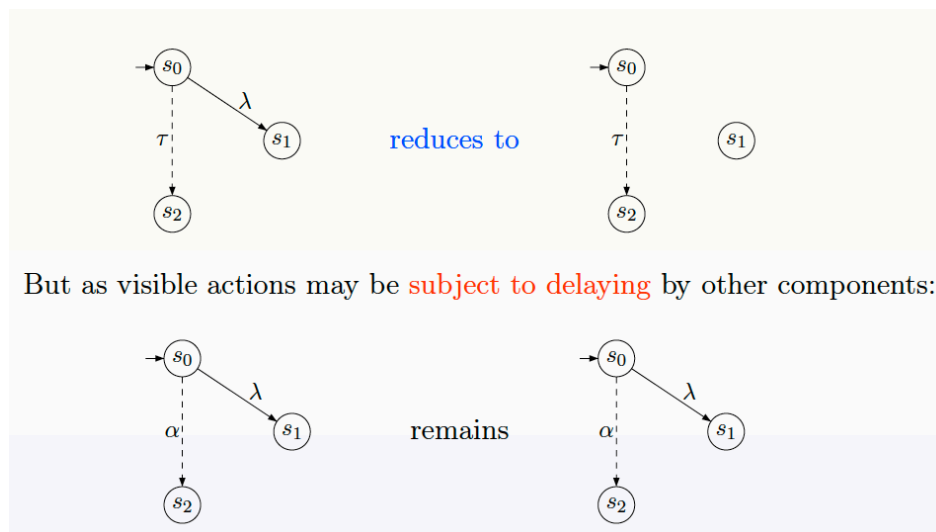 s0 s0
λ
τ s1 reduces to τ s1
s2 s2
But as visible actions may be subject to delaying by other components:
s0 s0
λ λ
α s1 remains α s1
s2 s2